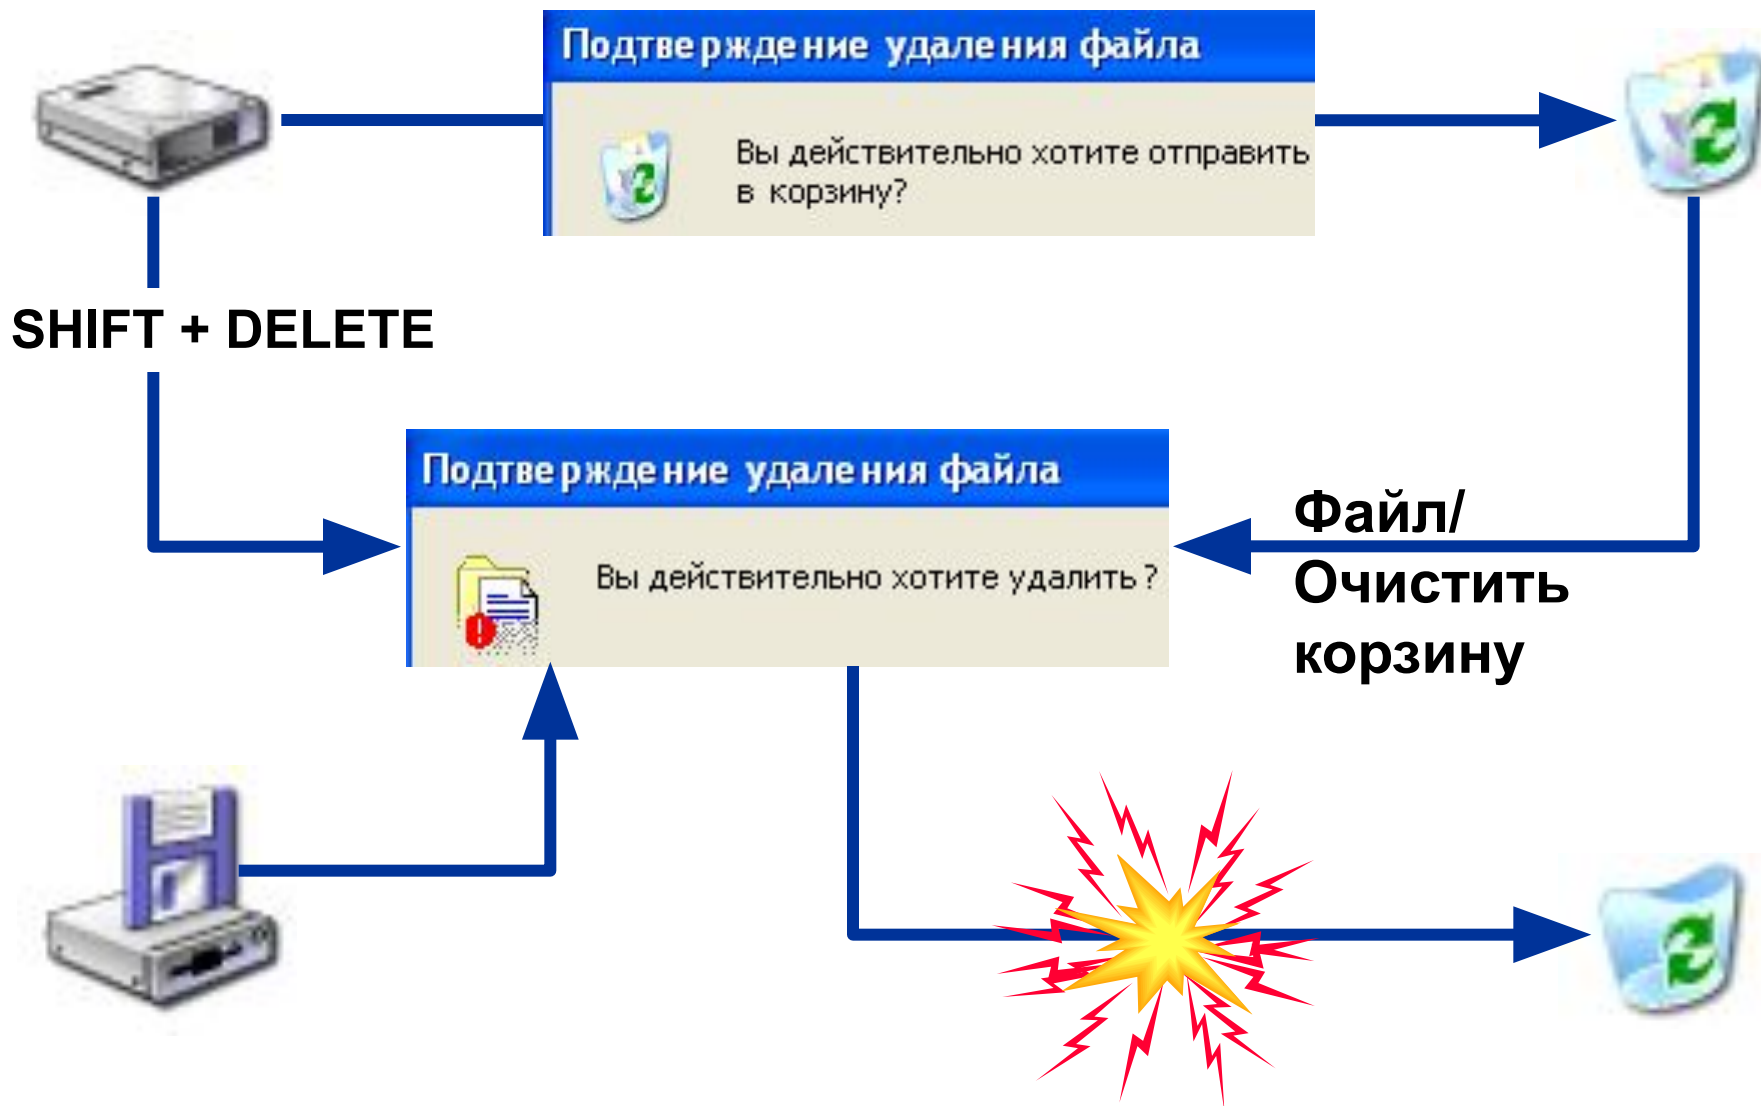 Подтверждение удаления файла
Вы действительно хотите отправить
в корзину?
SHIFT + DELETE
Подтверждение удаления файла
Вы действительно хотите удалить ?
Файл/
Очистить
корзину